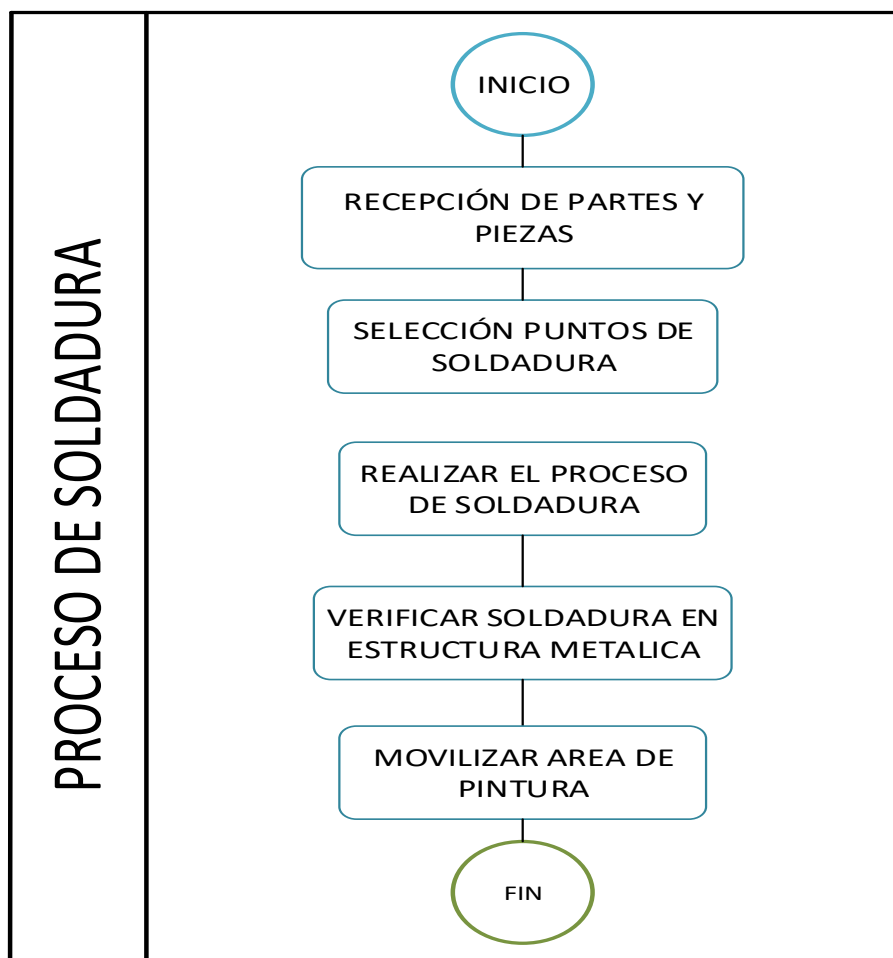 PROCESO DE SOLDADURA
INICIO
RECEPCIÓN DE PARTES Y
PIEZAS
SELECCIÓN PUNTOS DE
SOLDADURA
REALIZAR EL PROCESO
DE SOLDADURA
VERIFICAR SOLDADURA EN
ESTRUCTURA METALICA
MOVILIZAR AREA DE
PINTURA
FIN